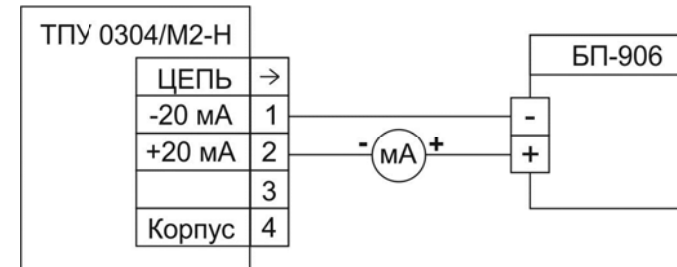 ТПУ 0304/М2-Н
БП-906
ЦЕПЬ →
-20 мА 1 -
+20 мА 2 - мА + +
3
Корпус 4